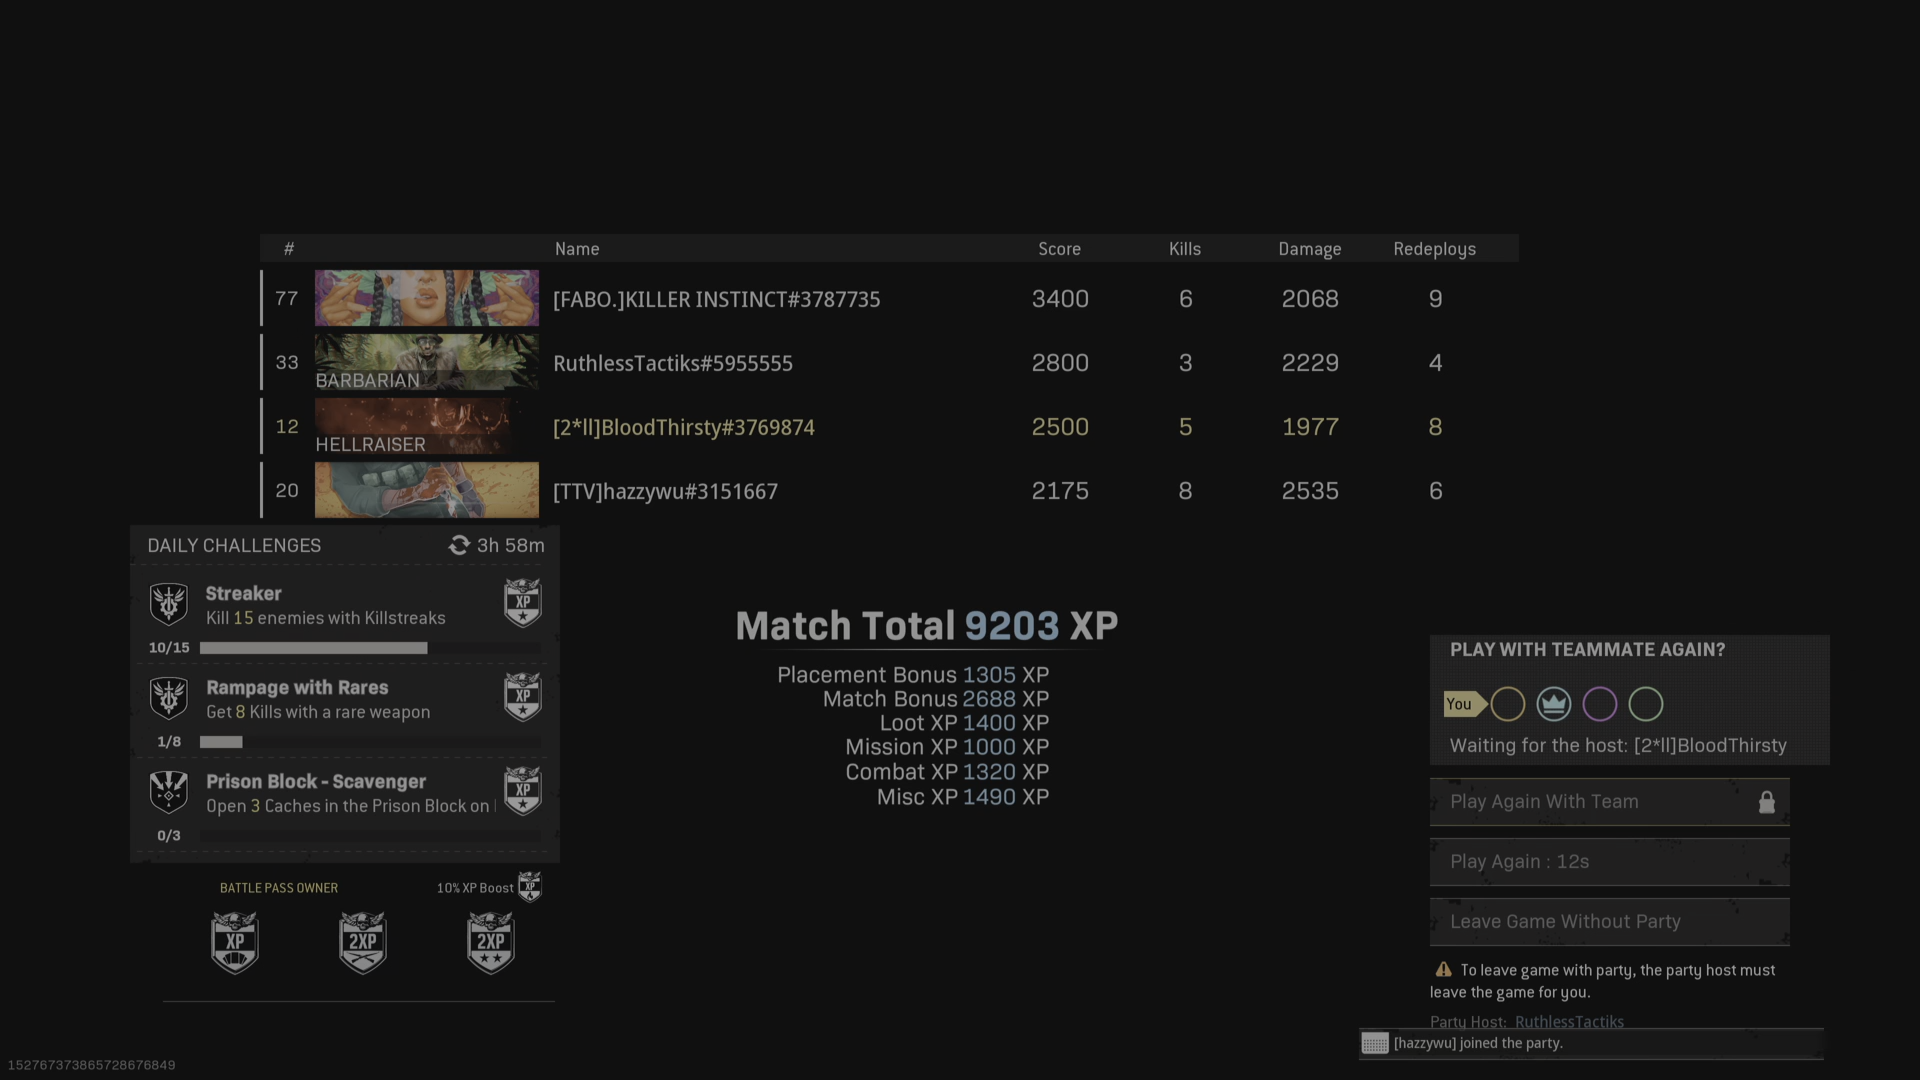 # Name Score Kills Damage Redeploys
77 [FABO.]KILLER INSTINCT#3787735 3400 6 2068 9
33 BARBARIAN RuthlessTactiks#5955555 2800 3 2229 4
12 HELLRAISER [2*ll]BloodThirsty#3769874 2500 5 1977 8
20 [TTV]hazzywu#3151667 2175 8 2535 6
DAILY CHALLENGES 3h 58m
Streaker
Kill 15 enemies with Killstreaks
XP
10/15
Rampage with Rares
Get 8 Kills with a rare weapon
XP
1/8
Prison Block - Scavenger
Open 3 Caches in the Prison Block on
XP
0/3
BATTLE PASS OWNER 10% XP Boost XP
XP 2XP 2XP
Match Total 9203 XP
Placement Bonus 1305 XP
Match Bonus 2688 XP
Loot XP 1400 XP
Mission XP 1000 XP
Combat XP 1320 XP
Misc XP 1490 XP
PLAY WITH TEAMMATE AGAIN?
You
Waiting for the host: [2*ll]BloodThirsty
Play Again With Team
Play Again : 12s
Leave Game Without Party
To leave game with party, the party host must
leave the game for you.
Party Host: RuthlessTactiks
[hazzywu] joined the party.
152767373865728676849